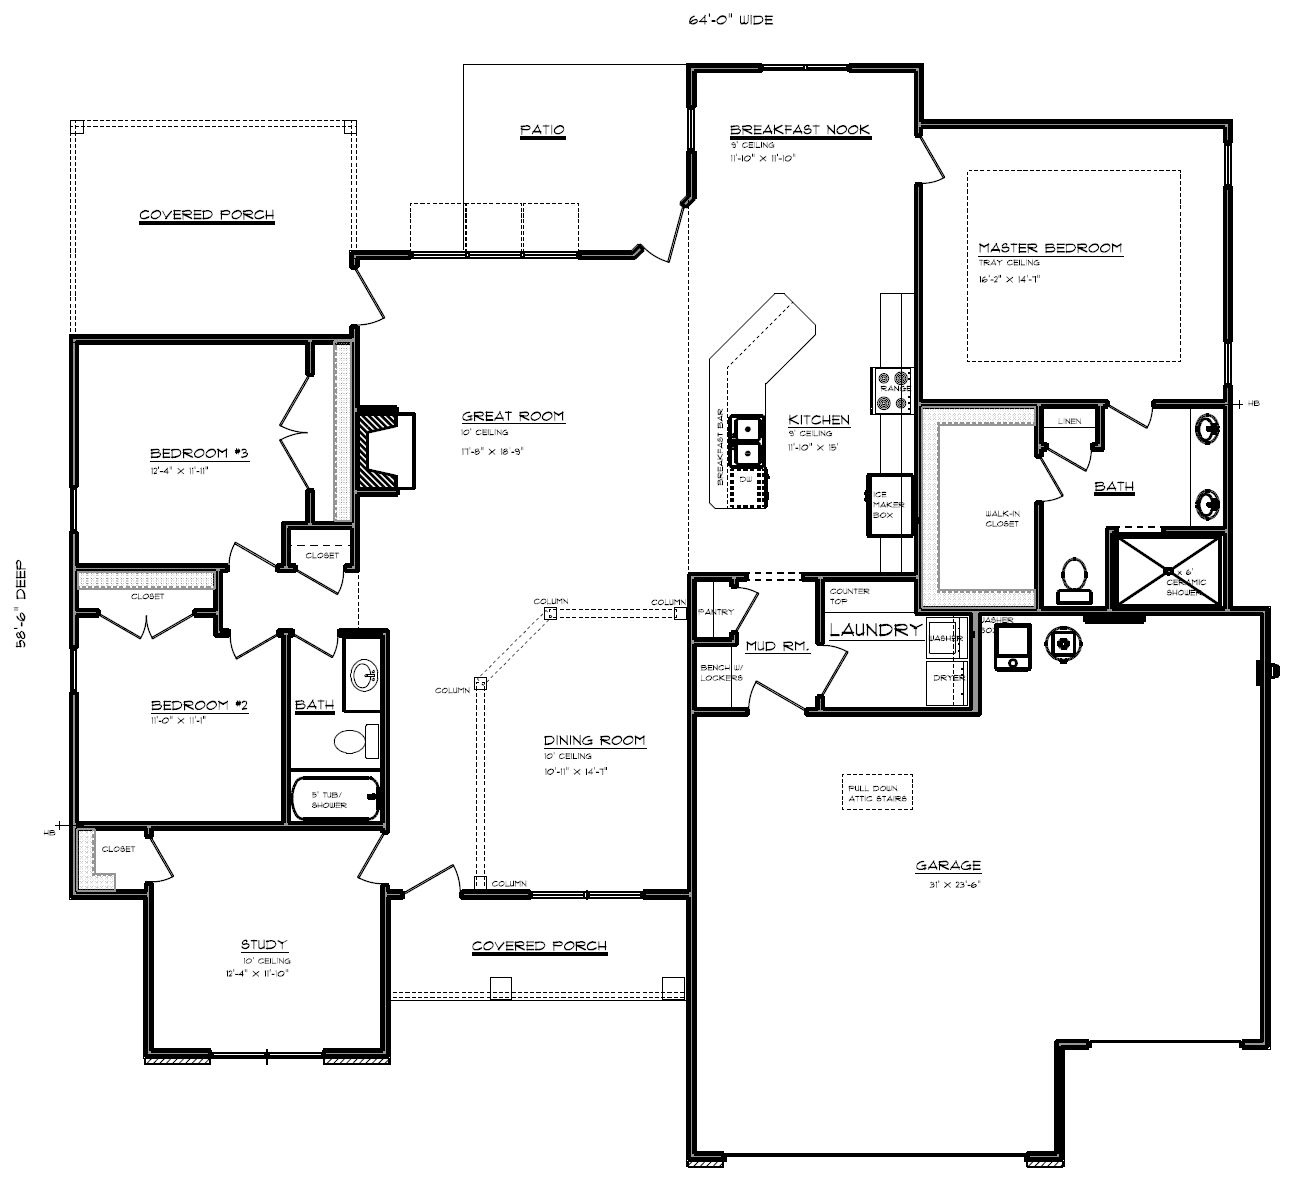 64'-0" WIDE
PATIO
BREAKFAST NOOK
9' CEILING
11'-10" X 11'-10"
COVERED PORCH
MASTER BEDROOM
TRAY CEILING
16'-2" X 14'-7"
RANGE
HB
GREAT ROOM
10' CEILING
17'-8" X 18'-9"
BREAKFAST BAR
KITCHEN
9' CEILING
11'-10" X 15'
LINEN
BEDROOM #3
12'-4" X 11'-11"
DW
ICE
MAKER
BOX
BATH
WALK-IN
CLOSET
CLOSET
X 6'
CERAMIC
SHOWER
58'-6" DEEP
CLOSET
COLUMN
COLUMN
PANTRY
COUNTER
TOP
LAUNDRY
WASHER
WASHER
BOX
MUD RM.
BENCH W/
LOCKERS
DRYER
COLUMN
BEDROOM #2
11'-0" X 11'-1"
BATH
DINING ROOM
10' CEILING
10'-11" X 14'-7"
5' TUB/
SHOWER
PULL DOWN
ATTIC STAIRS
HB
CLOSET
GARAGE
31' X 23'-6"
COLUMN
STUDY
10' CEILING
12'-4" X 11'-10"
COVERED PORCH